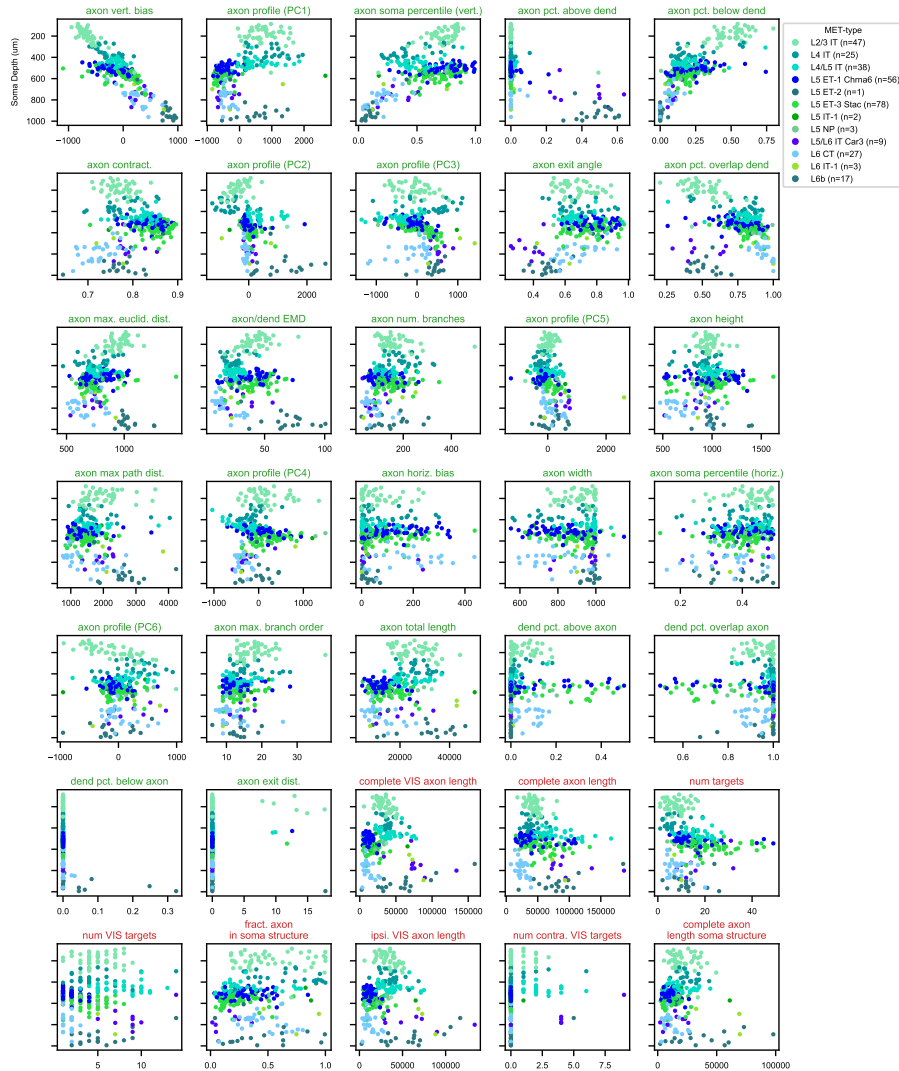 axon vert. bias
axon profile (PC1)
axon soma percentile (vert.)
axon pct. above dend
axon pct. below dend
Soma Depth (um)
200
400
600
800
1000
−1000 0 1000
0 1000 2000
0.0 0.5 1.0
0.0 0.2 0.4 0.6
0.00 0.25 0.50 0.75
MET-type
L2/3 IT (n=47)
L4 IT (n=25)
L4/L5 IT (n=38)
L5 ET-1 Chrna6 (n=56)
L5 ET-2 (n=1)
L5 ET-3 Stac (n=78)
L5 IT-1 (n=2)
L5 NP (n=3)
L5/L6 IT Car3 (n=9)
L6 CT (n=27)
L6 IT-1 (n=3)
L6b (n=17)
axon contract.
axon profile (PC2)
axon profile (PC3)
axon exit angle
axon pct. overlap dend
0.7 0.8 0.9
0 2000
−1000 0 1000
0.4 0.6 0.8 1.0
0.25 0.50 0.75 1.00
axon max. euclid. dist.
axon/dend EMD
axon num. branches
axon profile (PC5)
axon height
500 1000
50 100
200 400
0 2000
500 1000 1500
axon max path dist.
axon profile (PC4)
axon horiz. bias
axon width
axon soma percentile (horiz.)
1000 2000 3000 4000
−1000 0 1000
0 200 400
600 800 1000
0.2 0.4
axon profile (PC6)
axon max. branch order
axon total length
dend pct. above axon
dend pct. overlap axon
−1000 0 1000
10 20 30
20000 40000
0.0 0.2 0.4
0.6 0.8 1.0
dend pct. below axon
axon exit dist.
complete VIS axon length
complete axon length
num targets
0.0 0.1 0.2 0.3
0 5 10 15
0 50000 100000 150000
0 50000 100000 150000
0 20 40
num VIS targets
fract. axon
in soma structure
ipsi. VIS axon length
num contra. VIS targets
complete axon
length soma structure
5 10
0.0 0.2 0.4 0.6 0.8 1.0
0 50000 100000
0.0 2.5 5.0 7.5
0 50000 100000